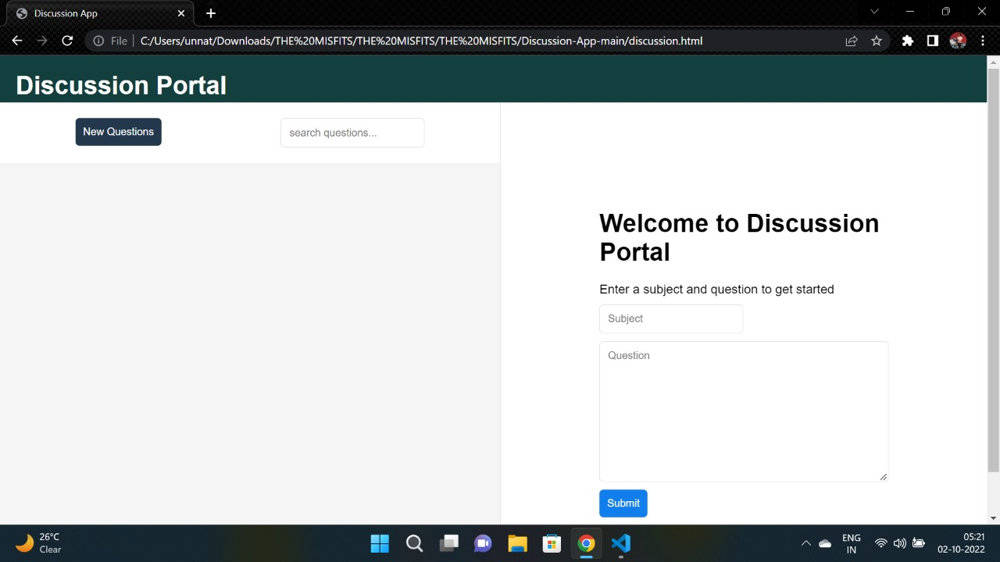 Discussion App
File
C:/Users/unnat/Downloads/THE%20MISFITS/THE%20MISFITS/THE%20MISFITS/Discussion-App-main/discussion.html
Discussion Portal
New Questions
search questions...
Welcome to Discussion
Portal
Enter a subject and question to get started
Subject
Question
Submit
26°C
Clear
ENG
IN
05:21
02-10-2022